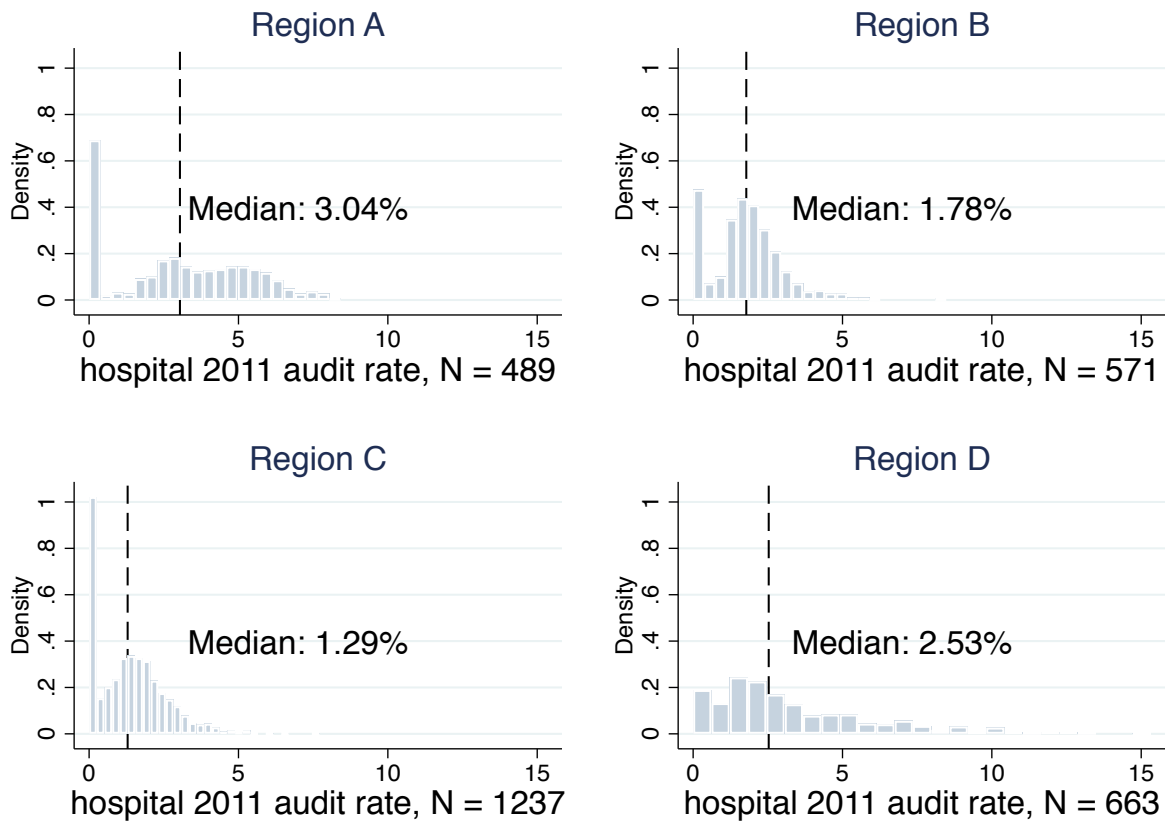 Region A
Density
0 .2 .4 .6 .8 1
Median: 3.04%
0 5 10 15
hospital 2011 audit rate, N = 489
Region B
Density
0 .2 .4 .6 .8 1
Median: 1.78%
0 5 10 15
hospital 2011 audit rate, N = 571
Region C
Density
0 .2 .4 .6 .8 1
Median: 1.29%
0 5 10 15
hospital 2011 audit rate, N = 1237
Region D
Density
0 .2 .4 .6 .8 1
Median: 2.53%
0 5 10 15
hospital 2011 audit rate, N = 663